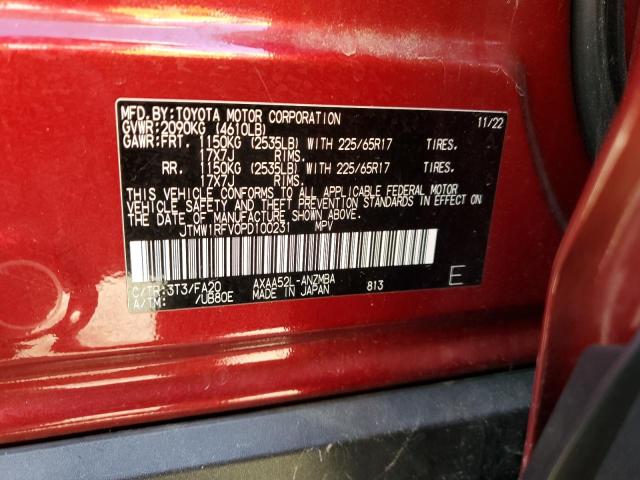 MFD.BY:TOYOTA MOTOR CORPORATION 11/22
GVWR:2090KG (4610LB)
GAWR:FRT. 1150KG (2535LB) WITH 225/65R17 TIRES.
17X7J RIMS.
RR. 1150KG (2535LB) WITH 225/65R17 TIRES.
17X7J RIMS.
THIS VEHICLE CONFORMS TO ALL APPLICABLE FEDERAL MOTOR
VEHICLE SAFETY AND THEFT PREVENTION STANDARDS IN EFFECT ON
THE DATE OF MANUFACTURE SHOWN ABOVE.
JTMW1RFV0PD100231 MPV
C/TR:3T3/FA20 AXAA52L-ANZMBA 813
A/TM: /UB80E MADE IN JAPAN E